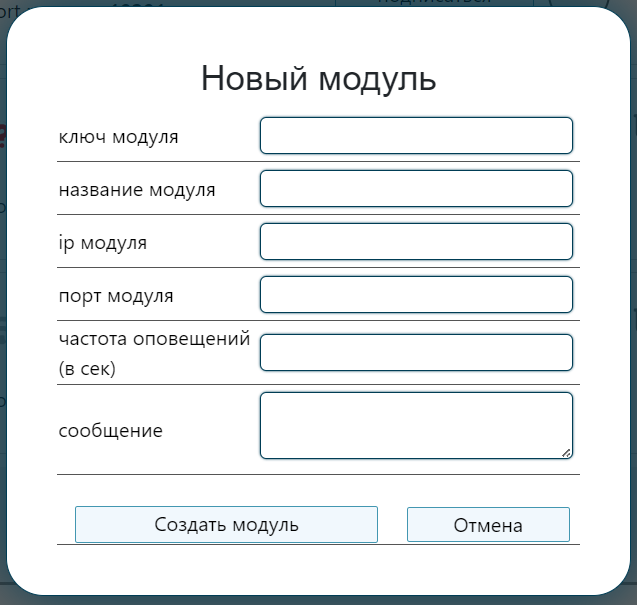 Новый модуль
ключ модуля
название модуля
ip модуля
порт модуля
частота оповещений
(в сек)
сообщение
Создать модуль Отмена